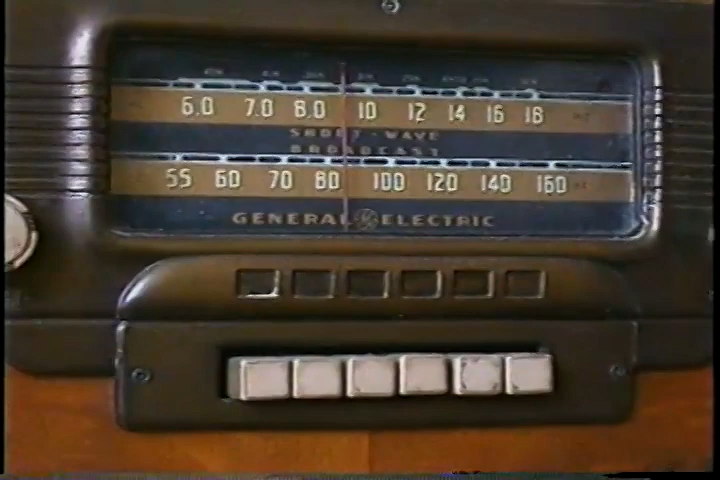 6.0 7.0 8.0 10 12 14 16 18
SHORT-WAVE
BROADCAST
55 60 70 80 100 120 140 160
GENERAL GE ELECTRIC